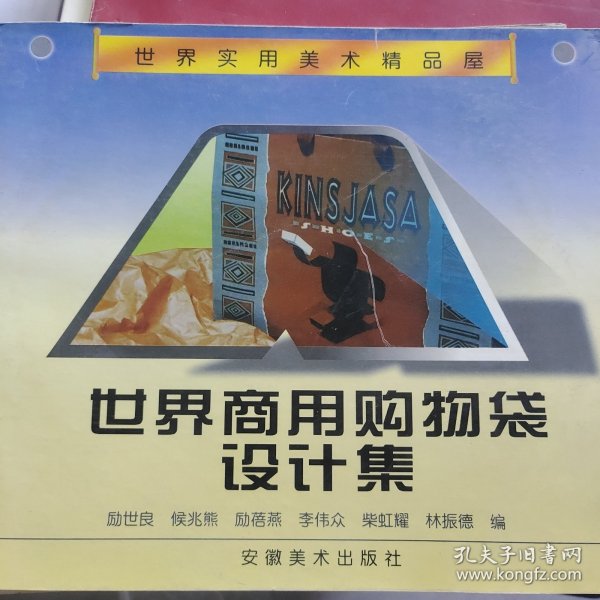 世界实用美术精品屋
KINSJASA
SHOES
世界商用购物袋
设计集
励世良 候兆熊 励蓓燕 李伟众 柴虹耀 林振德 编
安徽美术出版社
孔夫子旧书网
www.kongfz.com